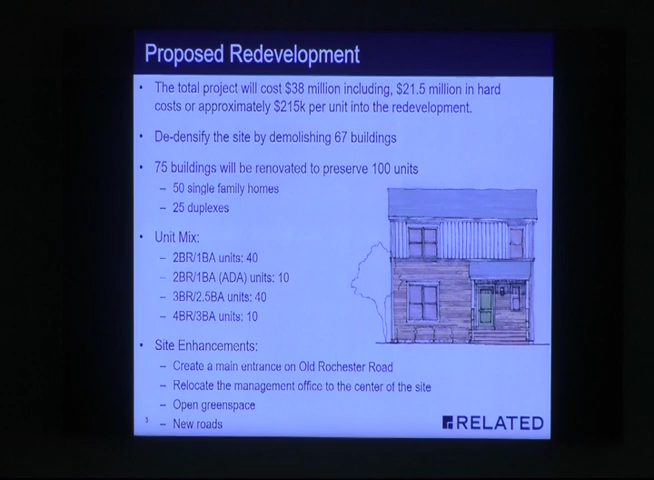 Proposed Redevelopment
• The total project will cost $38 million including, $21.5 million in hard
costs or approximately $215k per unit into the redevelopment.
• De-densify the site by demolishing 67 buildings
• 75 buildings will be renovated to preserve 100 units
– 50 single family homes
– 25 duplexes
• Unit Mix:
– 2BR/1BA units: 40
– 2BR/1BA (ADA) units: 10
– 3BR/2.5BA units: 40
– 4BR/3BA units: 10
• Site Enhancements:
– Create a main entrance on Old Rochester Road
– Relocate the management office to the center of the site
– Open greenspace
– New roads
3
RELATED